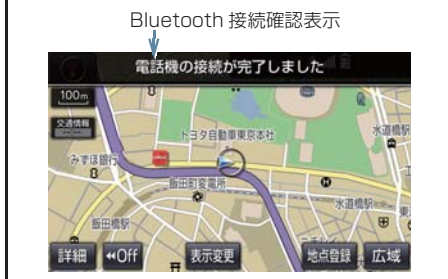 Bluetooth 接続確認表示
電話機の接続が完了しました
100m
交通情報
トヨタ自動車東京本社
水道橋駅
みずほ銀行
飯田町変電所
水道橋駅
飯田橋駅
詳細
◀◀Off
表示変更
地点登録
広域